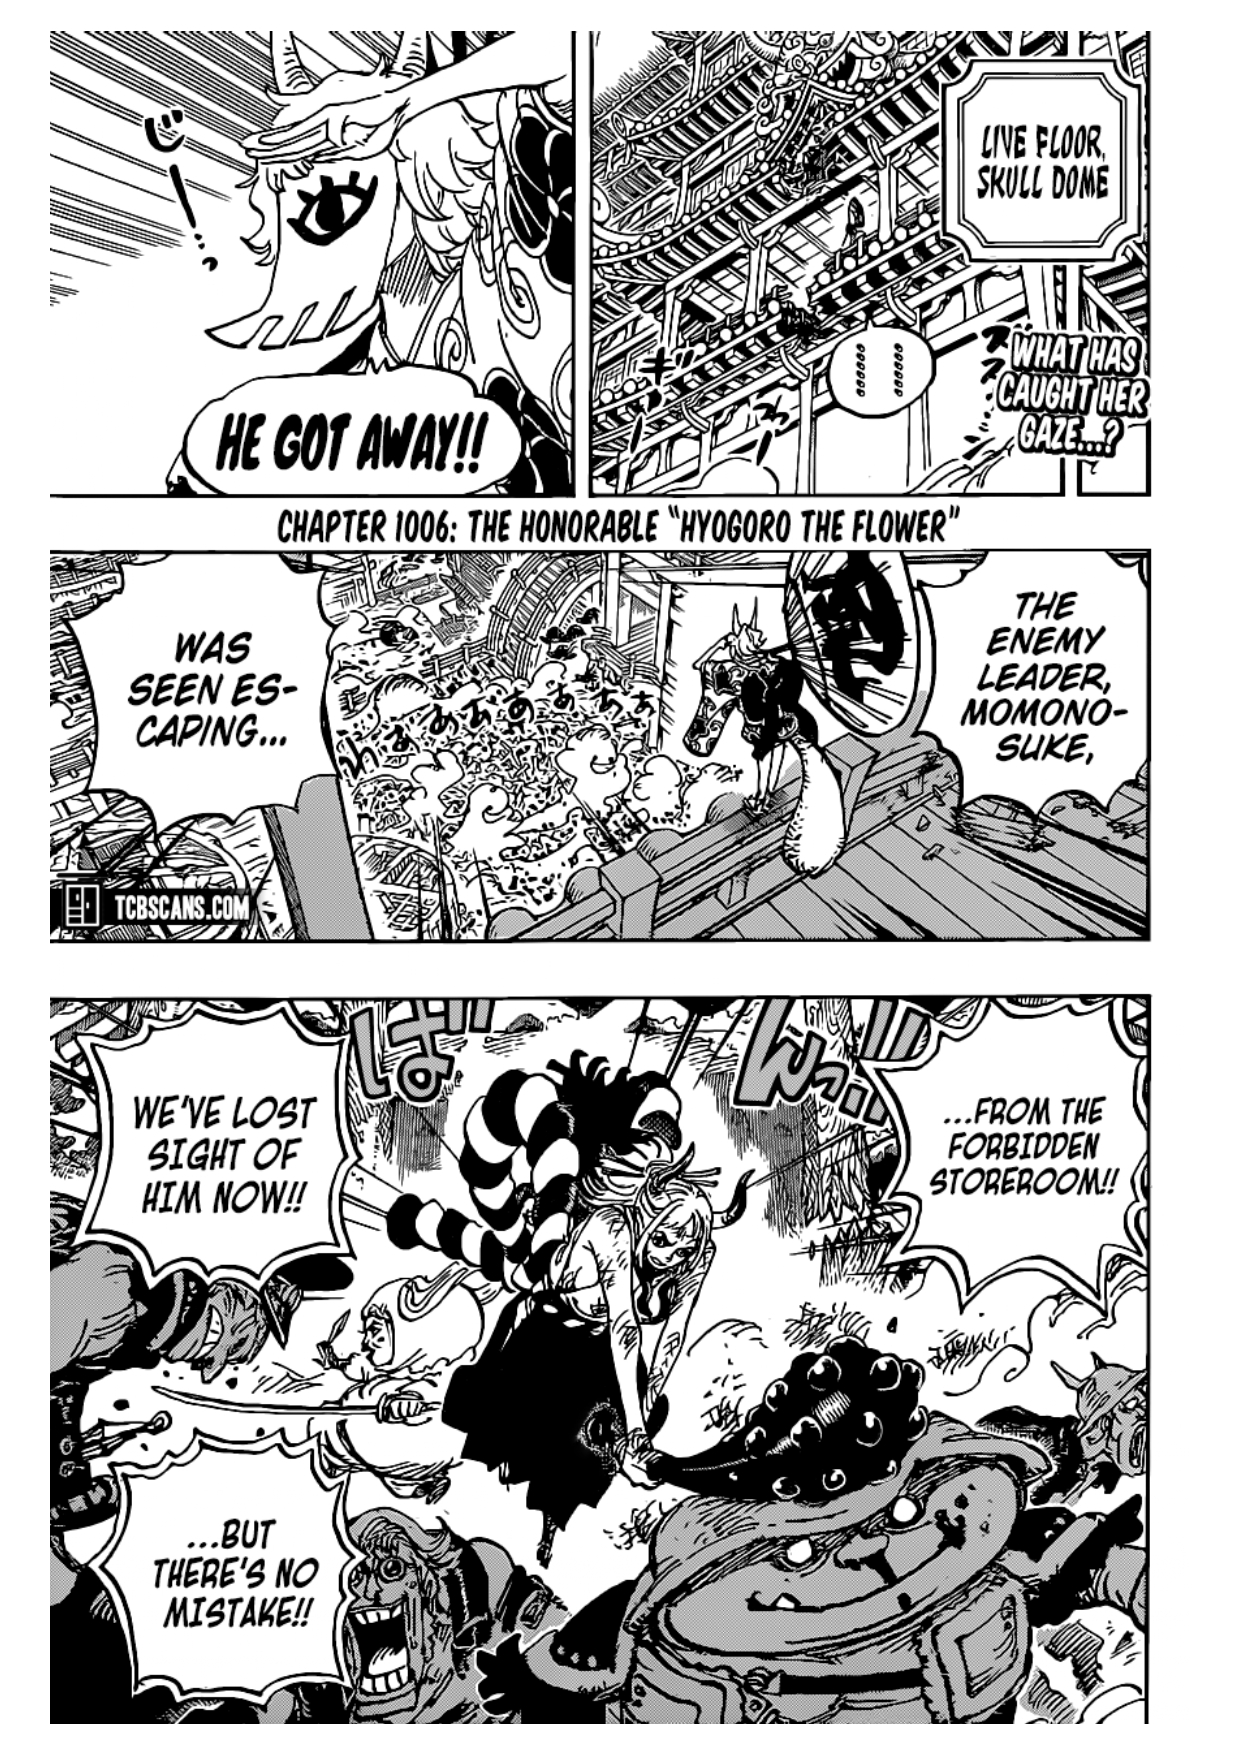 LIVE FLOOR,
SKULL DOME
WHAT HAS
CAUGHT HER
GAZE...?
じーっ
HE GOT AWAY!!
CHAPTER 1006: THE HONORABLE "HYOGORO THE FLOWER"
THE
ENEMY
LEADER,
MOMONO-
SUKE,
WAS
SEEN ES-
CAPING...
TCBSCANS.COM
...FROM THE
FORBIDDEN
STOREROOM!!
WE'VE LOST
SIGHT OF
HIM NOW!!
...BUT
THERE'S NO
MISTAKE!!